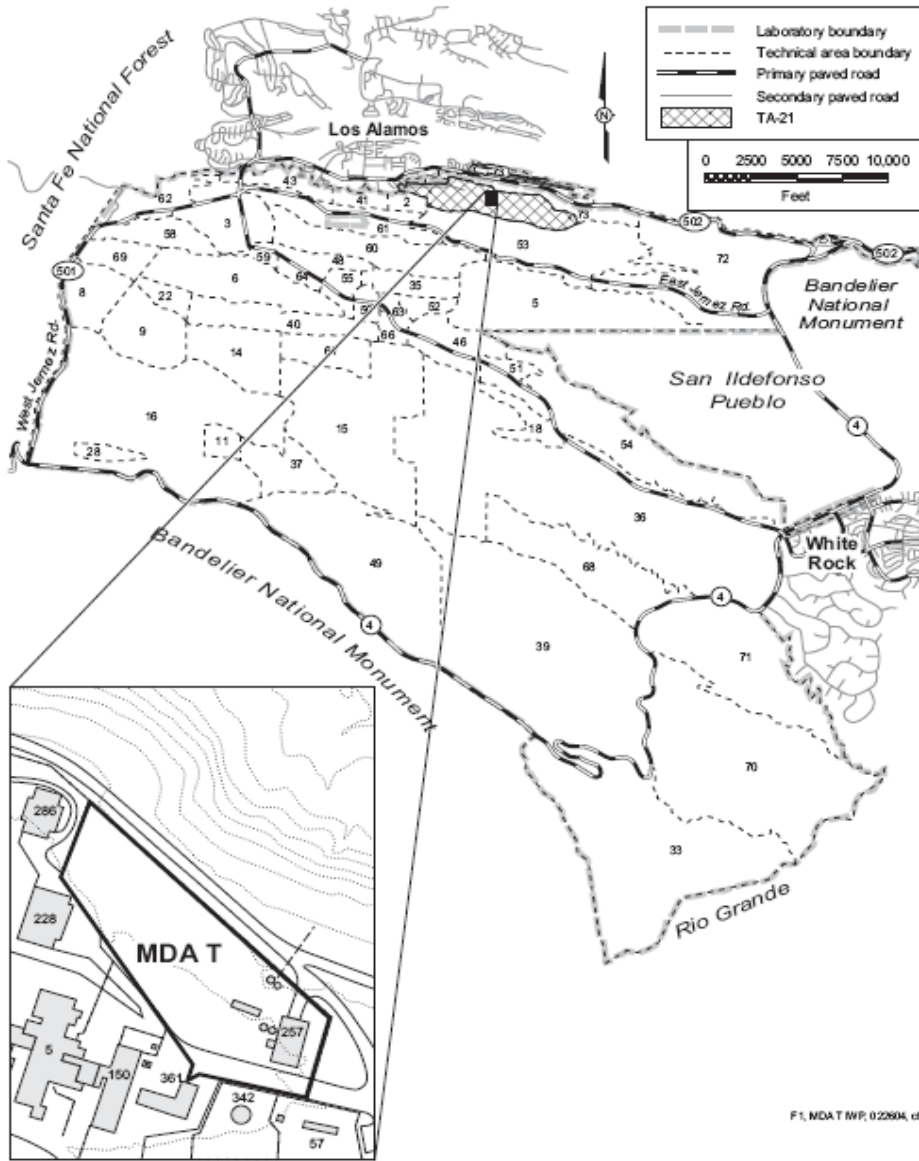 Laboratory boundary
Technical area boundary
Primary paved road
Secondary paved road
TA-21
0 2500 5000 7500 10,000
Feet
N
Santa Fe National Forest
Los Alamos
73
43
62
41
2
73
3
61
502
58
60
53
502
59
48
72
69
6
64
55
35
501
8
22
52
5
East Jemez Rd.
Bandelier
National
Monument
63
40
66
46
9
14
51
San Ildefonso
Pueblo
West Jemez Rd.
16
15
18
4
11
54
28
37
36
White
Rock
Bandelier National Monument
49
68
4
4
39
71
70
33
Rio Grande
286
228
MDA T
257
5
150
361
342
57
F1, MDA T IWP, 022604, cf